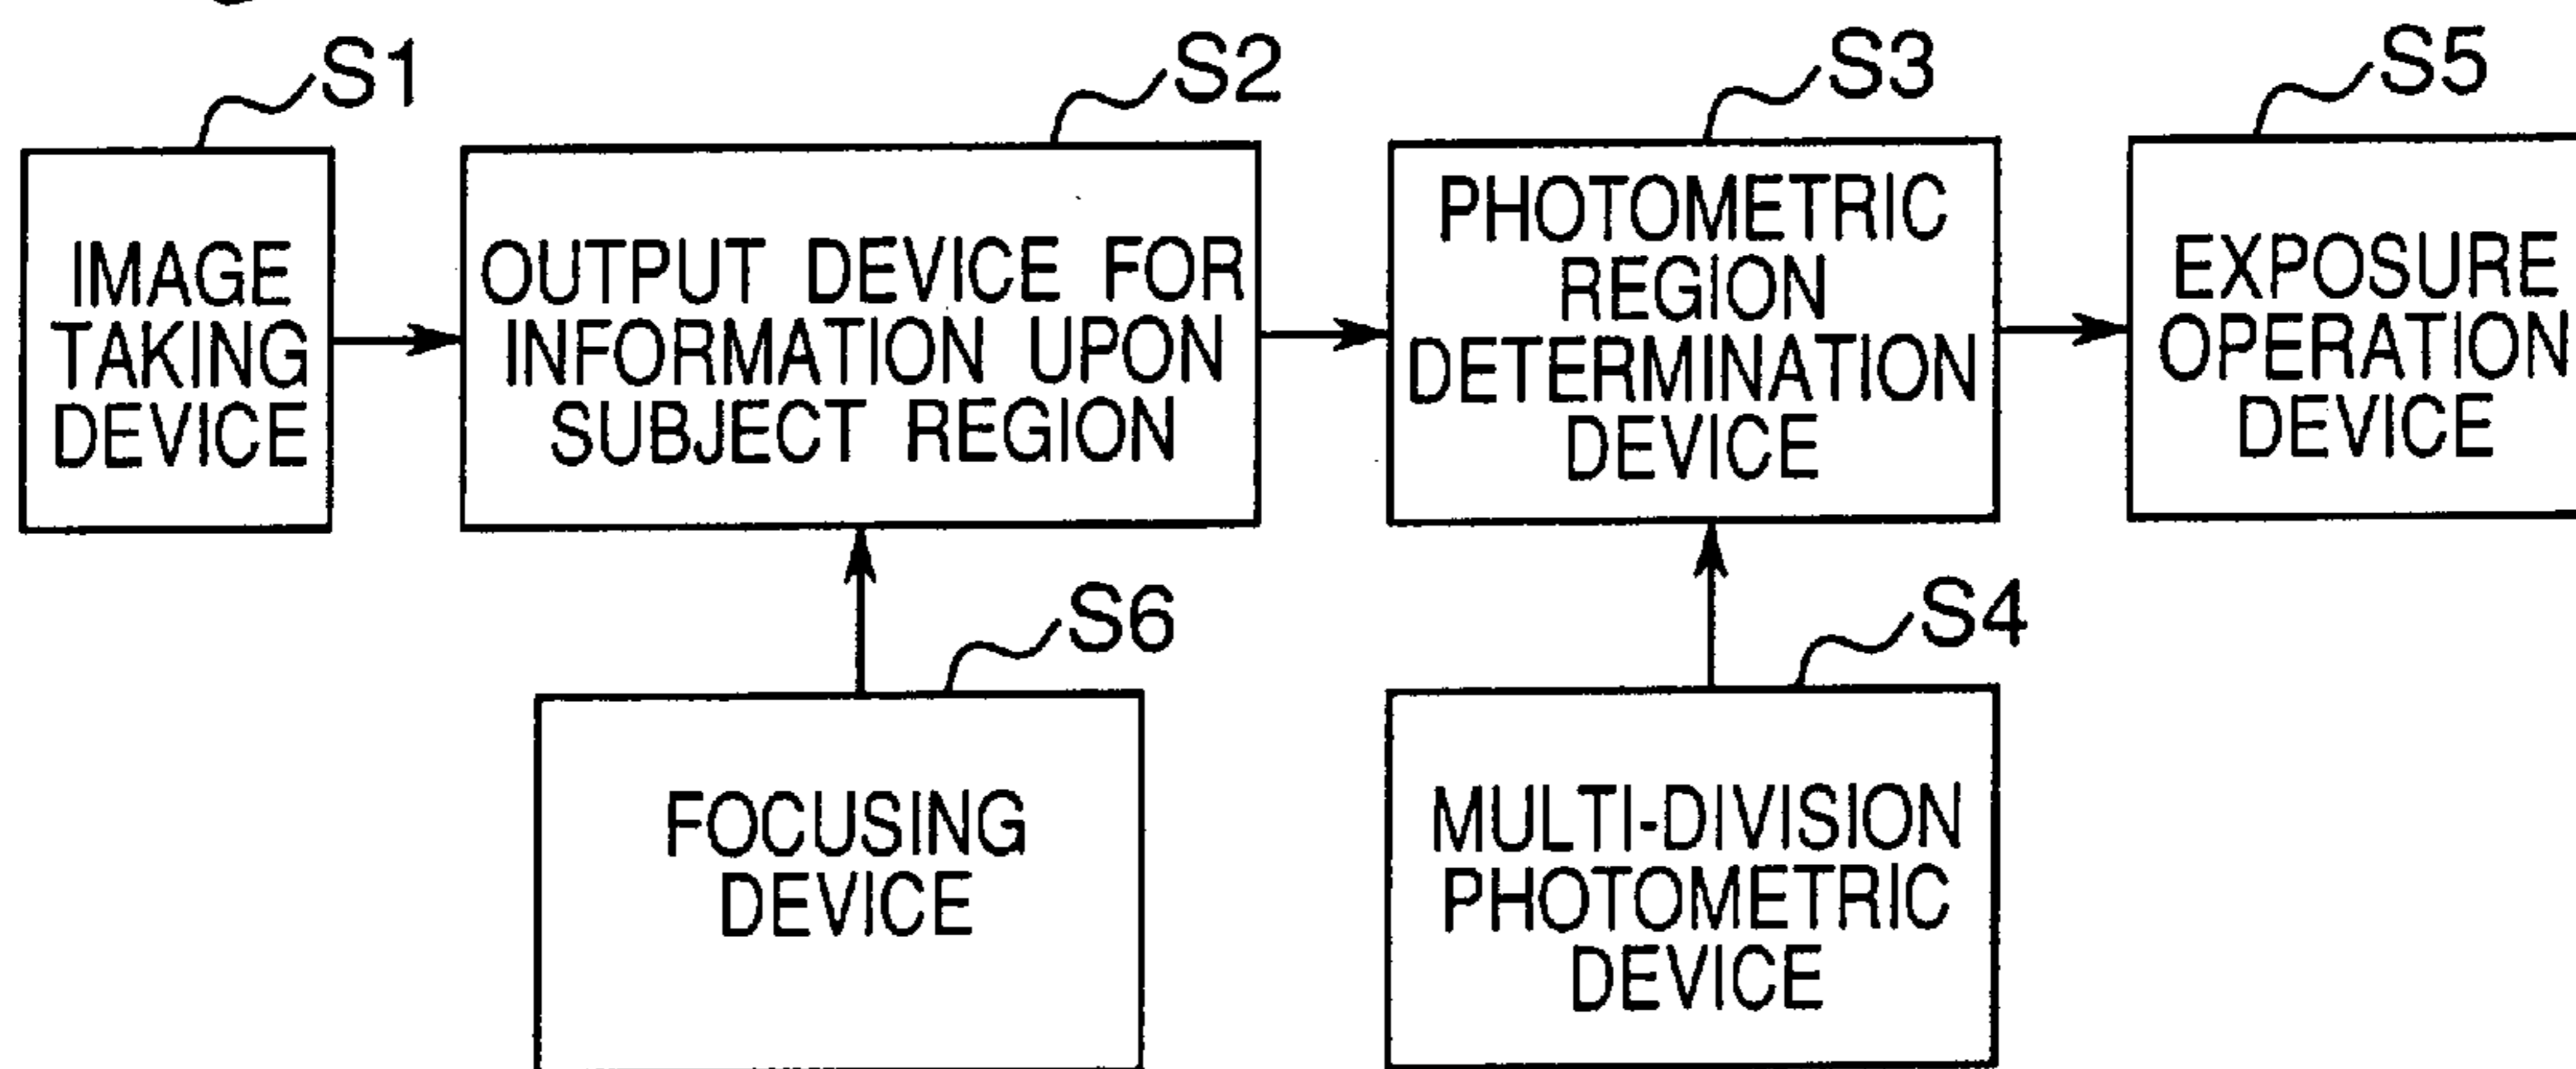 S1
S2
S3
S5
IMAGE
TAKING
DEVICE
OUTPUT DEVICE FOR
INFORMATION UPON
SUBJECT REGION
PHOTOMETRIC
REGION
DETERMINATION
DEVICE
EXPOSURE
OPERATION
DEVICE
S6
S4
FOCUSING
DEVICE
MULTI-DIVISION
PHOTOMETRIC
DEVICE